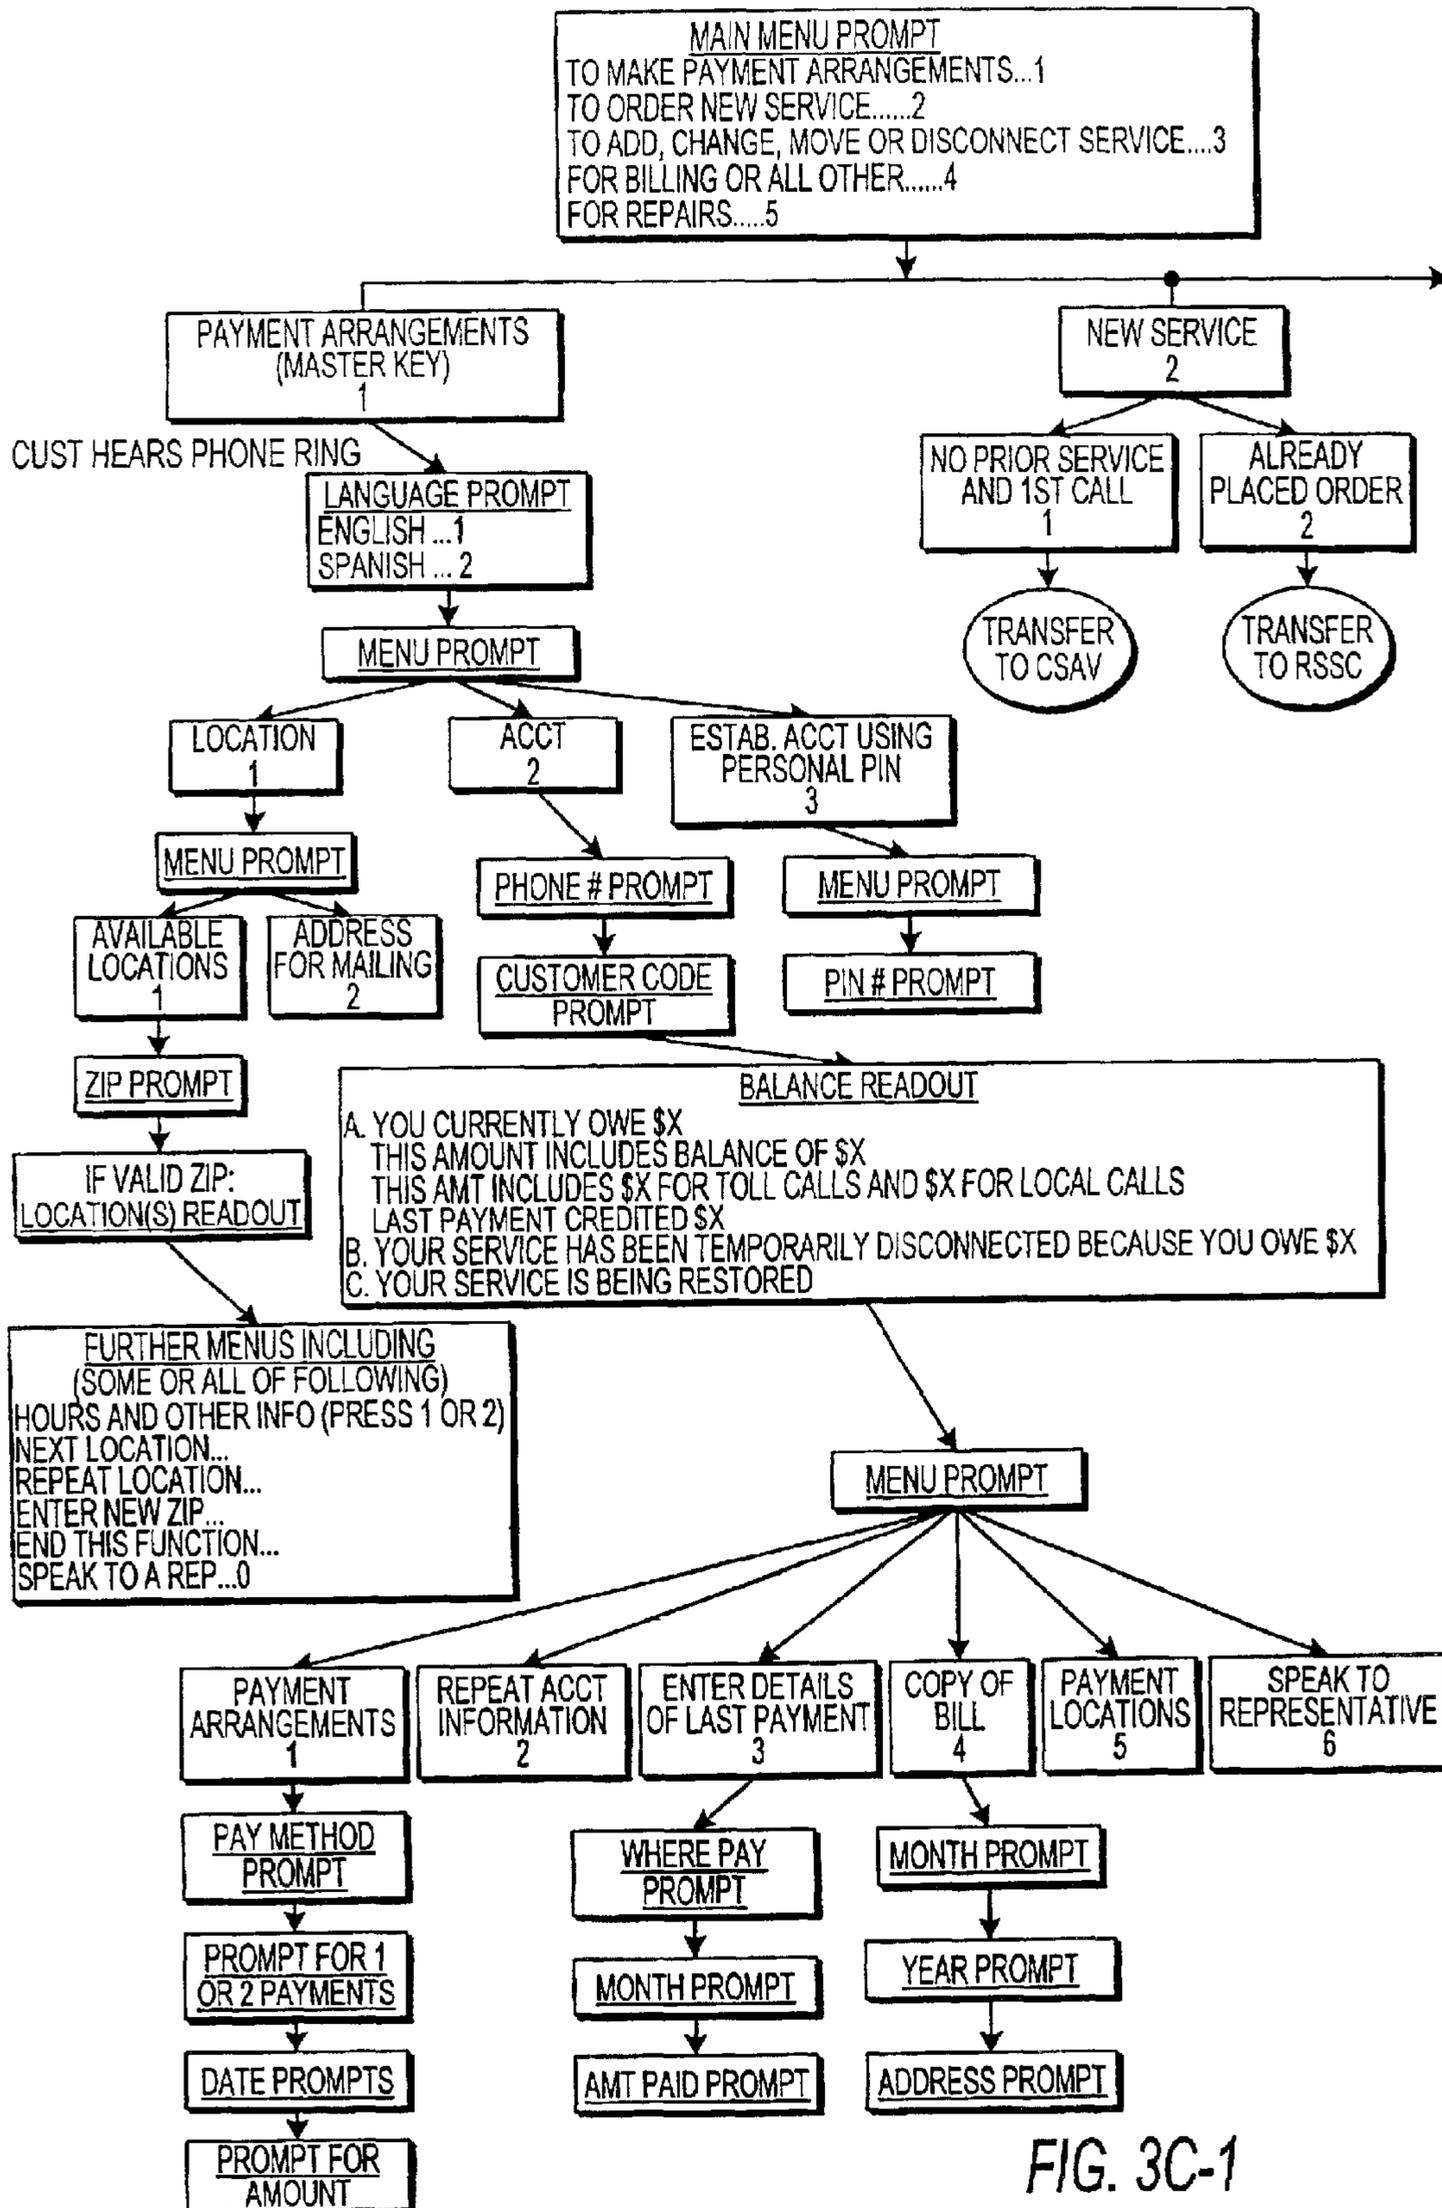 MAIN MENU PROMPT
TO MAKE PAYMENT ARRANGEMENTS...1
TO ORDER NEW SERVICE......2
TO ADD, CHANGE, MOVE OR DISCONNECT SERVICE....3
FOR BILLING OR ALL OTHER......4
FOR REPAIRS.....5
PAYMENT ARRANGEMENTS
(MASTER KEY)
1
NEW SERVICE
2
CUST HEARS PHONE RING
LANGUAGE PROMPT
ENGLISH ...1
SPANISH ... 2
NO PRIOR SERVICE
AND 1ST CALL
1
ALREADY
PLACED ORDER
2
TRANSFER
TO CSAV
TRANSFER
TO RSSC
MENU PROMPT
LOCATION
1
ACCT
2
ESTAB. ACCT USING
PERSONAL PIN
3
MENU PROMPT
PHONE # PROMPT
MENU PROMPT
AVAILABLE
LOCATIONS
1
ADDRESS
FOR MAILING
2
CUSTOMER CODE
PROMPT
PIN # PROMPT
ZIP PROMPT
IF VALID ZIP:
LOCATION(S) READOUT
BALANCE READOUT
A. YOU CURRENTLY OWE $X
THIS AMOUNT INCLUDES BALANCE OF $X
THIS AMT INCLUDES $X FOR TOLL CALLS AND $X FOR LOCAL CALLS
LAST PAYMENT CREDITED $X
B. YOUR SERVICE HAS BEEN TEMPORARILY DISCONNECTED BECAUSE YOU OWE $X
C. YOUR SERVICE IS BEING RESTORED
FURTHER MENUS INCLUDING
(SOME OR ALL OF FOLLOWING)
HOURS AND OTHER INFO (PRESS 1 OR 2)
NEXT LOCATION...
REPEAT LOCATION...
ENTER NEW ZIP...
END THIS FUNCTION...
SPEAK TO A REP...0
MENU PROMPT
PAYMENT
ARRANGEMENTS
1
REPEAT ACCT
INFORMATION
2
ENTER DETAILS
OF LAST PAYMENT
3
COPY OF
BILL
4
PAYMENT
LOCATIONS
5
SPEAK TO
REPRESENTATIVE
6
PAY METHOD
PROMPT
WHERE PAY
PROMPT
MONTH PROMPT
PROMPT FOR 1
OR 2 PAYMENTS
MONTH PROMPT
YEAR PROMPT
DATE PROMPTS
AMT PAID PROMPT
ADDRESS PROMPT
PROMPT FOR
AMOUNT
FIG. 3C-1